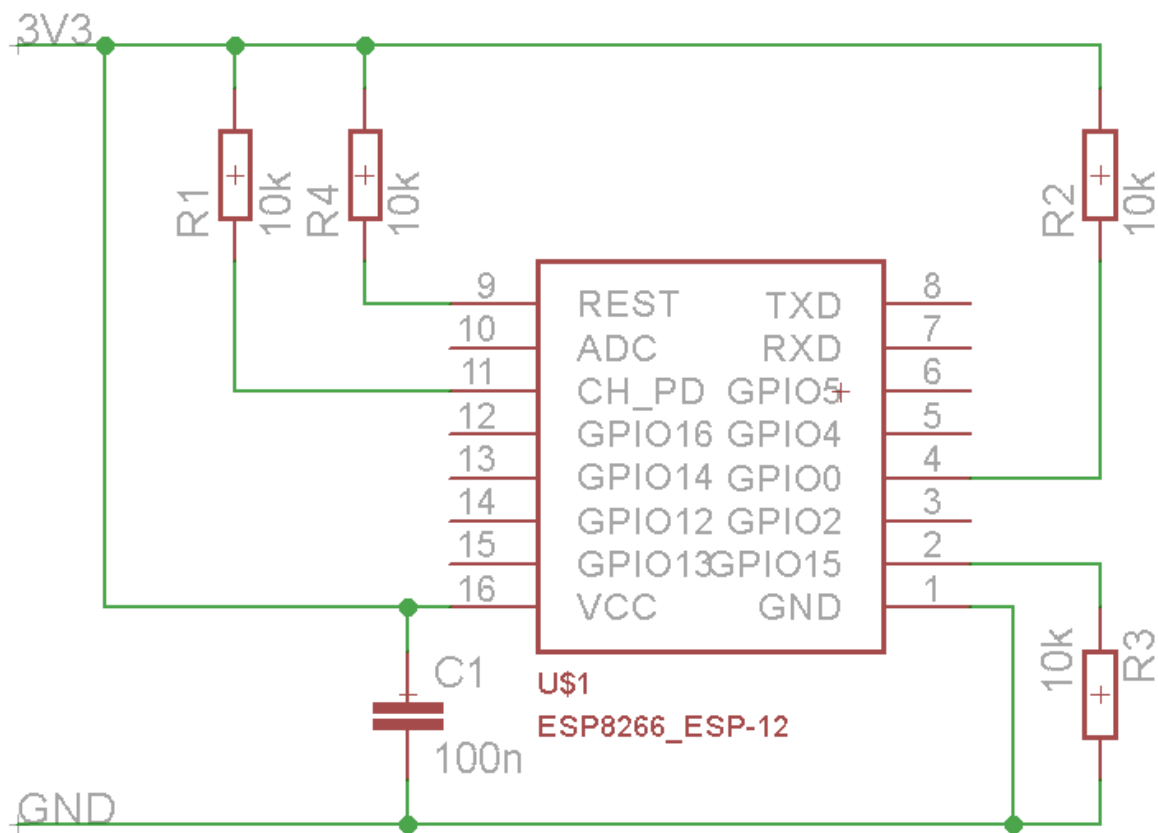 3V3
R1
10k
R4
10k
R2
10k
9
REST
TXD
8
10
ADC
RXD
7
11
CH_PD
GPIO5
6
12
GPIO16
GPIO4
5
13
GPIO14
GPIO0
4
14
GPIO12
GPIO2
3
15
GPIO13
GPIO15
2
16
VCC
GND
1
C1
100n
U$1
ESP8266_ESP-12
10k
R3
GND